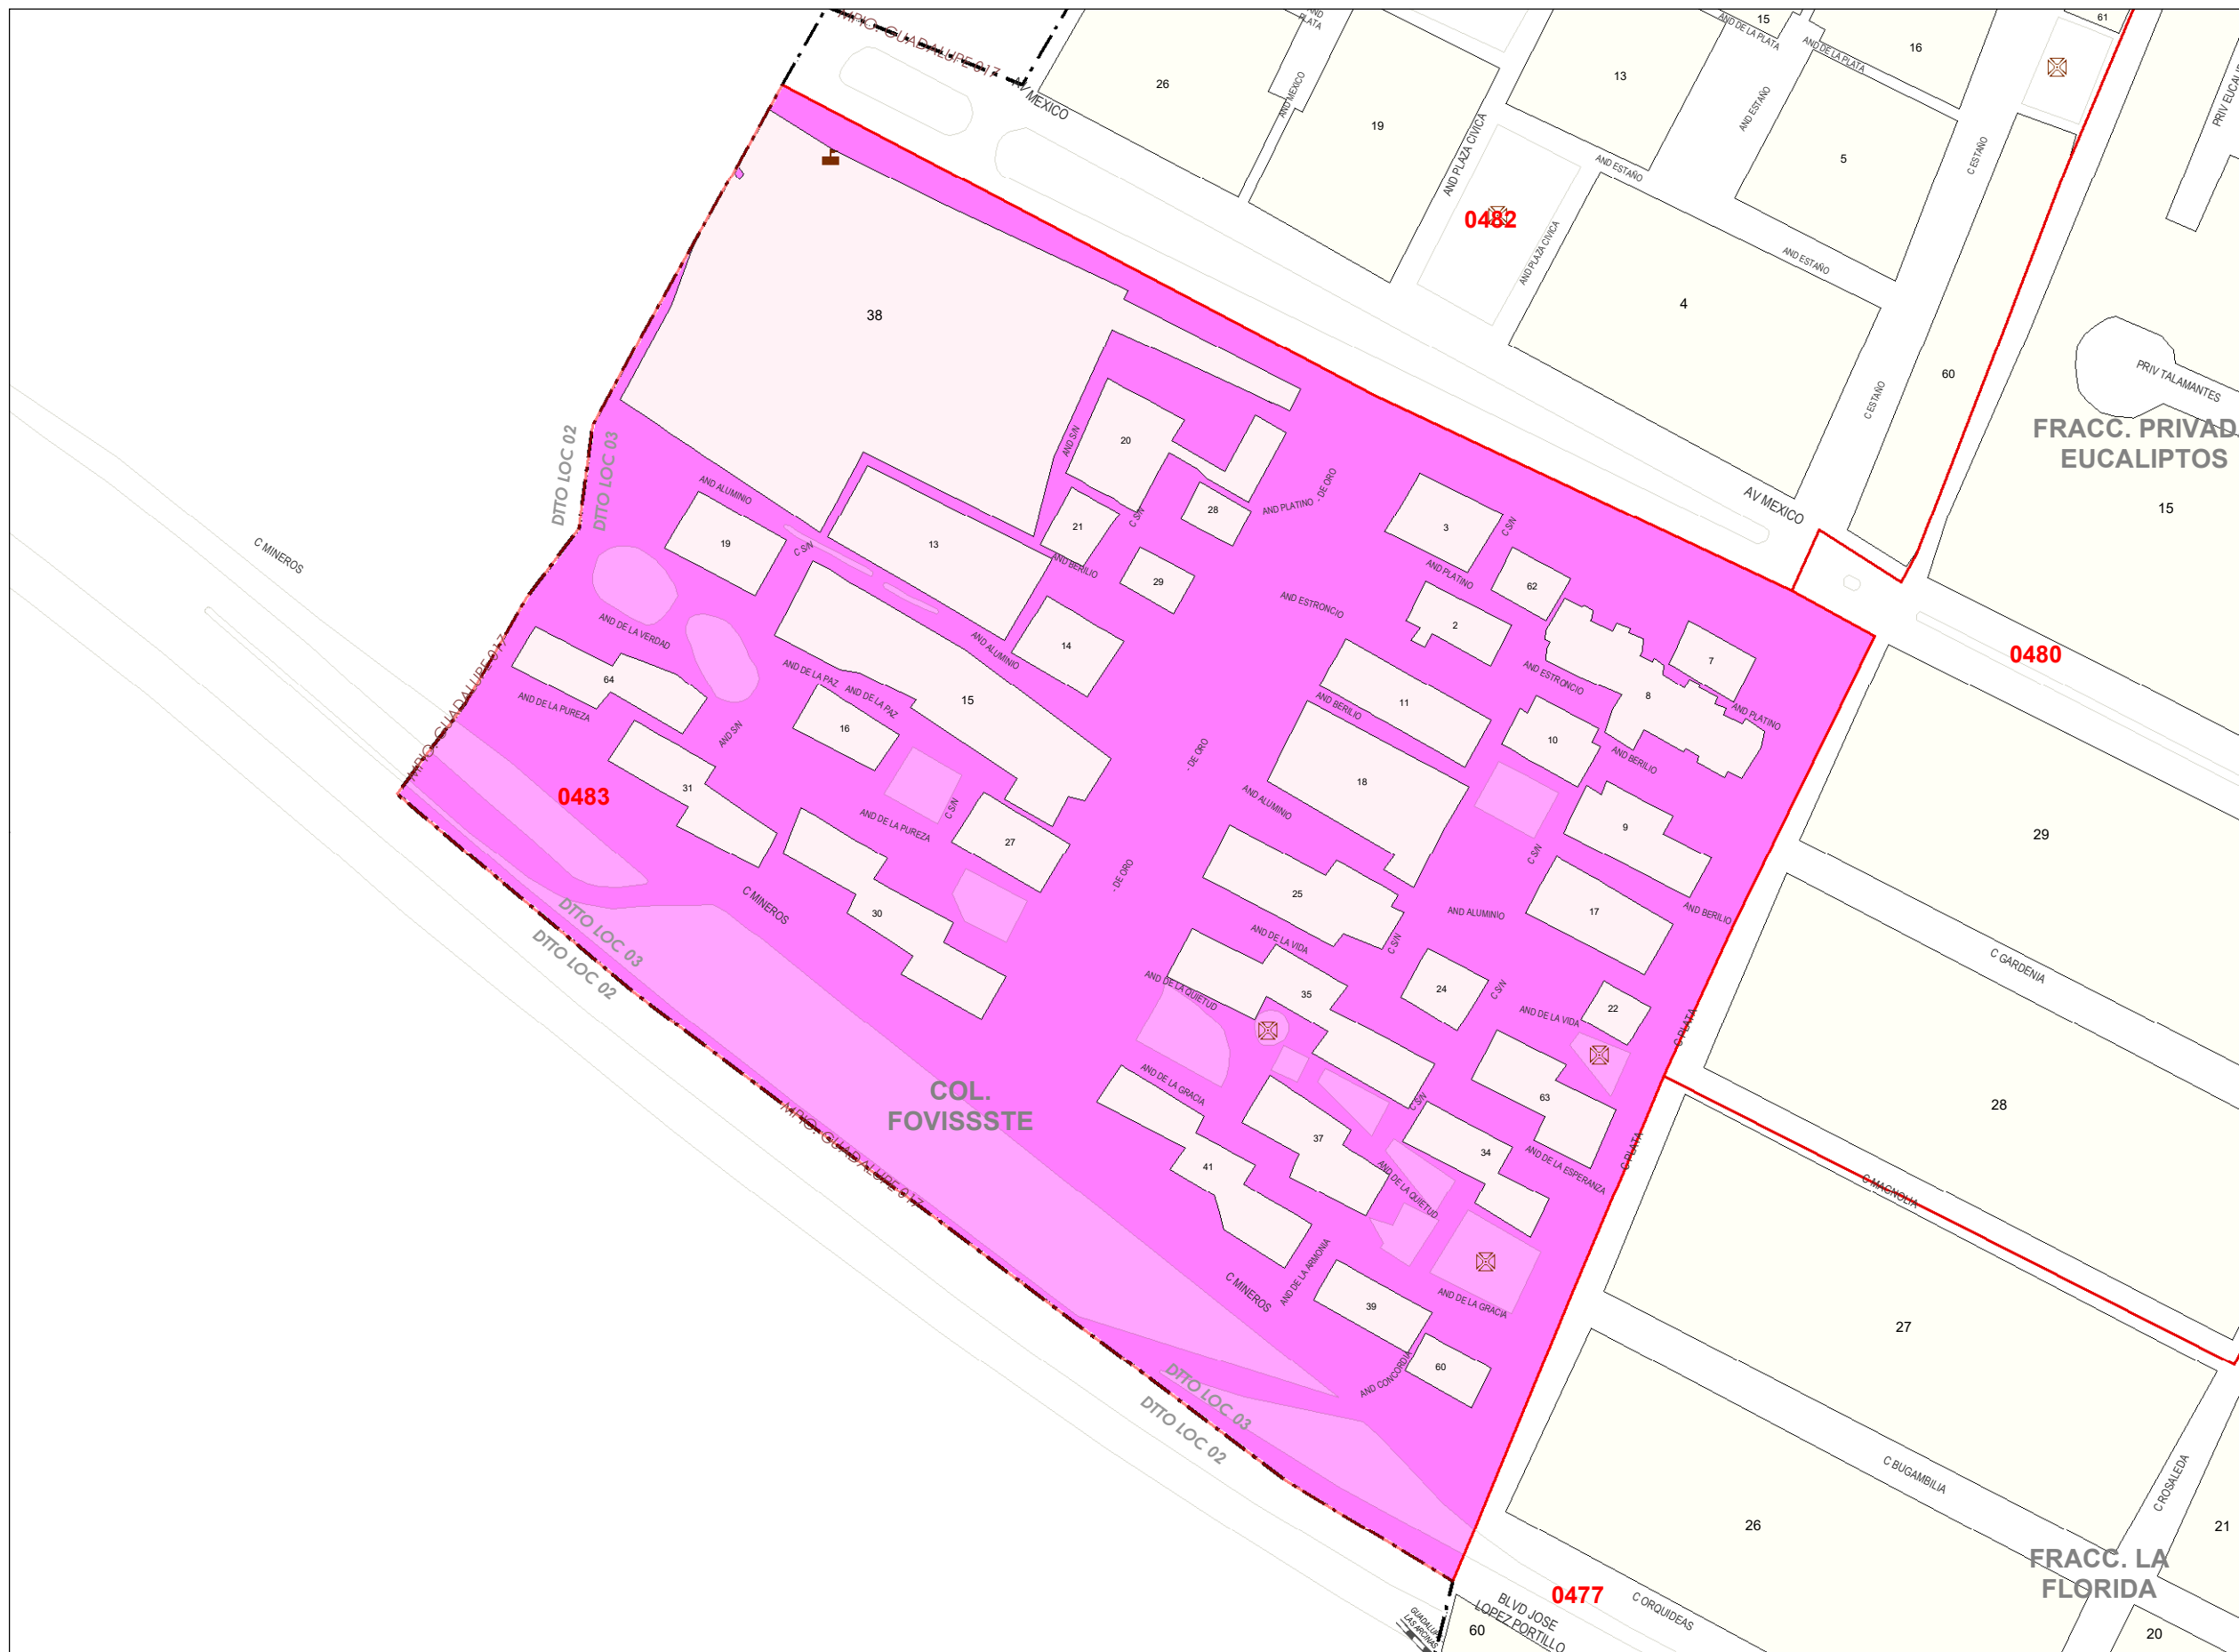 MPIO. GUADALUPE 017
AV MEXICO
26
AND MEXICO
AND
PLATA
19
AND PLAZA CIVICA
0482
AND PLAZA CIVICA
13
AND ESTAÑO
15
AND DE LA PLATA
AND DE LA PLATA
16
AND ESTAÑO
5
AND ESTAÑO
4
C ESTAÑO
C ESTAÑO
60
61
PRIV TALAMANTES
FRACC. PRIVAD
EUCALIPTOS
15
AV MEXICO
0480
38
DTTO LOC 02
DTTO LOC 03
C MINEROS
MPIO. GUADALUPE 017
AND ALUMINIO
19
C S/N
13
AND S/N
20
21
C S/N
28
AND PLATINO
- DE ORO
AND BERILIO
29
14
AND ALUMINIO
AND DE LA VERDAD
64
AND DE LA PUREZA
AND S/N
AND DE LA PAZ
AND DE LA PAZ
15
16
31
0483
AND DE LA PUREZA
C S/N
27
30
C MINEROS
- DE ORO
- DE ORO
3
C S/N
AND PLATINO
62
2
AND ESTRONCIO
AND ESTRONCIO
7
8
AND PLATINO
11
AND BERILIO
10
AND BERILIO
18
AND ALUMINIO
9
C S/N
17
AND BERILIO
25
AND ALUMINIO
AND DE LA VIDA
C S/N
24
C S/N
22
AND DE LA VIDA
35
AND DE LA QUIETUD
C PLATA
C PLATA
63
AND DE LA GRACIA
C S/N
34
37
41
AND DE LA ESPERANZA
AND DE LA QUIETUD
AND DE LA ARMONIA
C MINEROS
39
AND DE LA GRACIA
60
AND CONCORDIA
COL.
FOVISSSTE
DTTO LOC 03
DTTO LOC 02
MPIO. GUADALUPE 017
DTTO LOC 03
DTTO LOC 02
29
C GARDENIA
28
C MAGNOLIA
27
C BUGAMBILIA
C ROSALEDA
26
21
FRACC. LA
FLORIDA
0477
C ORQUIDEAS
BLVD JOSE
LOPEZ PORTILLO
60
20